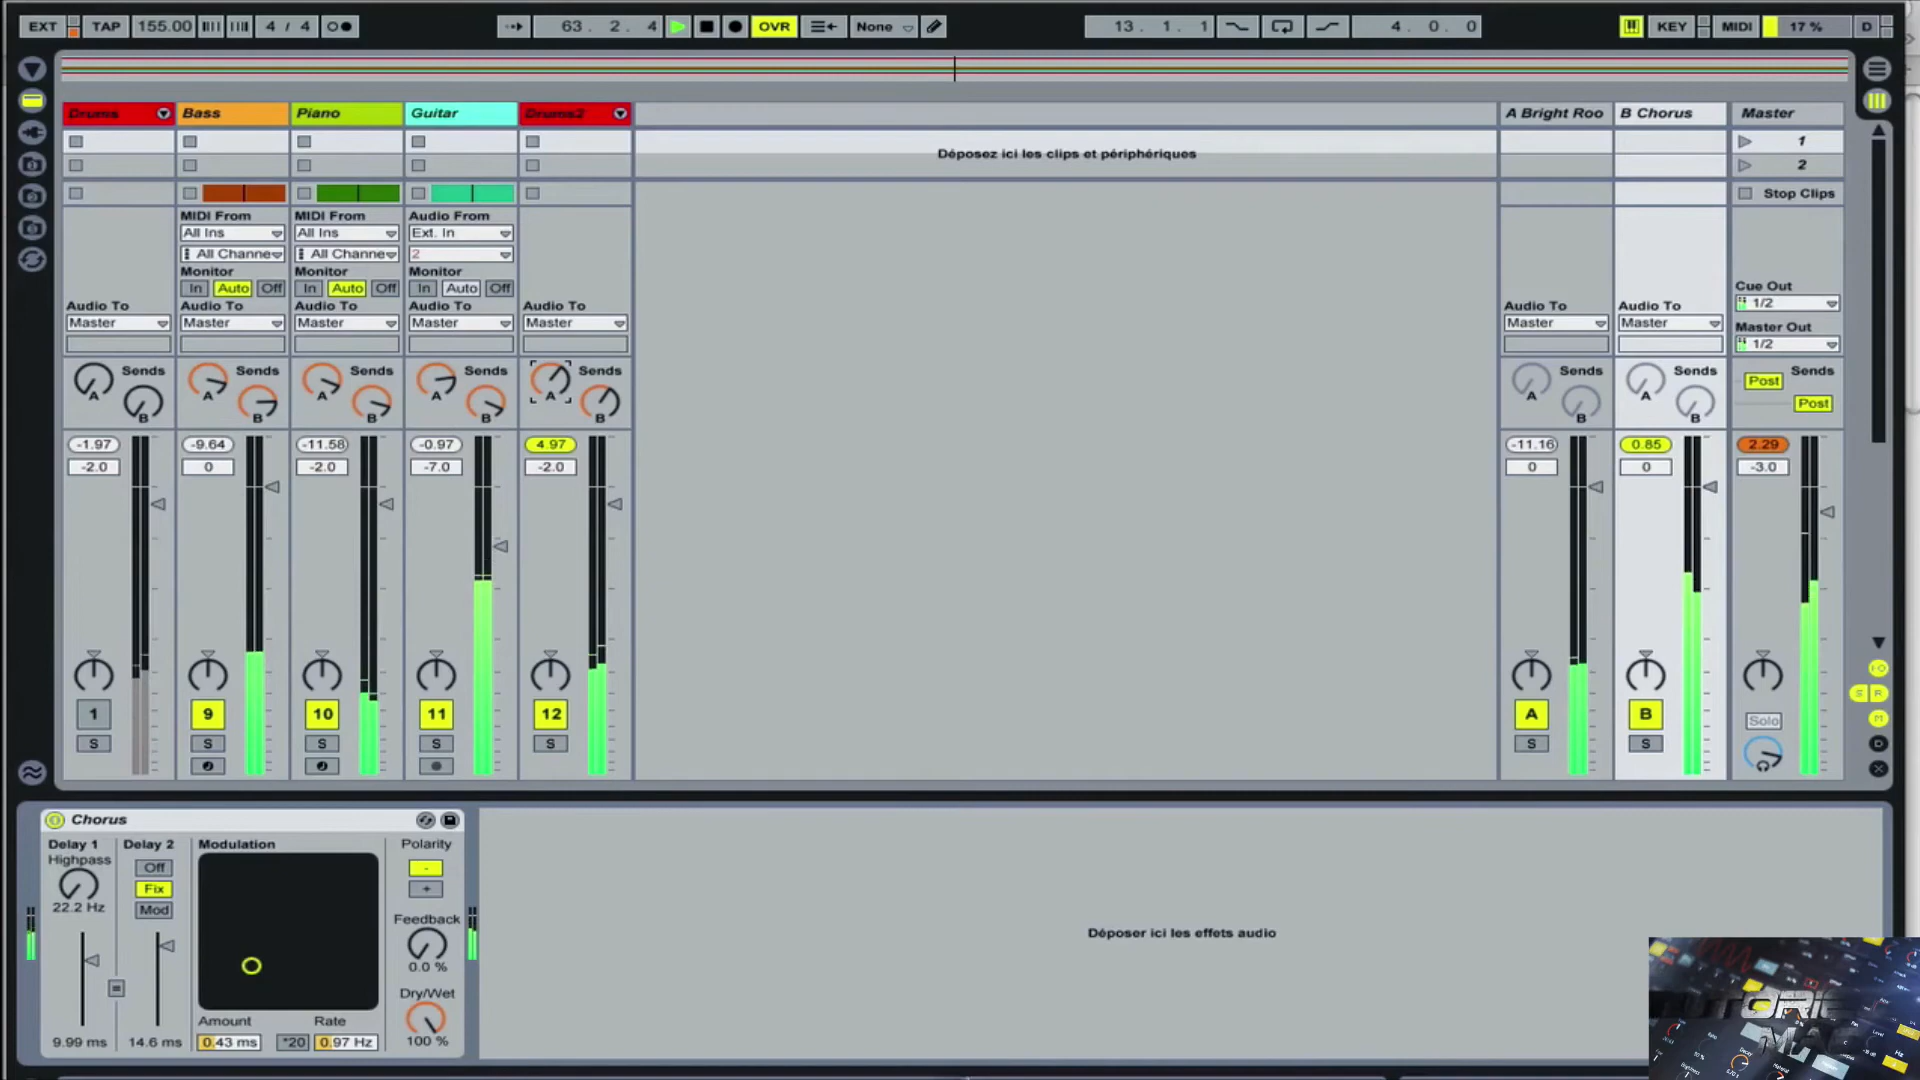 EXT TAP 155.00 4 / 4 63. 2. 4 OVR None 13. 1. 1 4. 0. 0 KEY MIDI 17 % D
Drums Bass Piano Guitar Drums2 A Bright Roo B Chorus Master
1
Déposez ici les clips et périphériques
2
Stop Clips
MIDI From MIDI From Audio From
All Ins All Ins Ext. In
All Channe All Channe 2
Monitor Monitor Monitor
In Auto Off In Auto Off In Auto Off
Cue Out
1/2
Audio To Audio To Audio To Audio To Audio To Audio To Audio To
Master Master Master Master Master Master Master
Master Out
1/2
Sends Sends Sends Sends Sends Sends Sends Post Sends
A A A A A A A
B B B B B B B Post
-1.97 -9.64 -11.58 -0.97 4.97 -11.16 0.85 2.29
-2.0 0 -2.0 -7.0 -2.0 0 0 -3.0
S R
1 9 10 11 12 A B Solo
M
S S S S S S S
D
Chorus
Delay 1 Delay 2 Modulation Polarity
Highpass Off -
22.2 Hz Fix +
Mod
Feedback
0.0 %
Déposer ici les effets audio
Dry/Wet
100 %
Amount Rate
9.99 ms 14.6 ms 0.43 ms *20 0.97 Hz